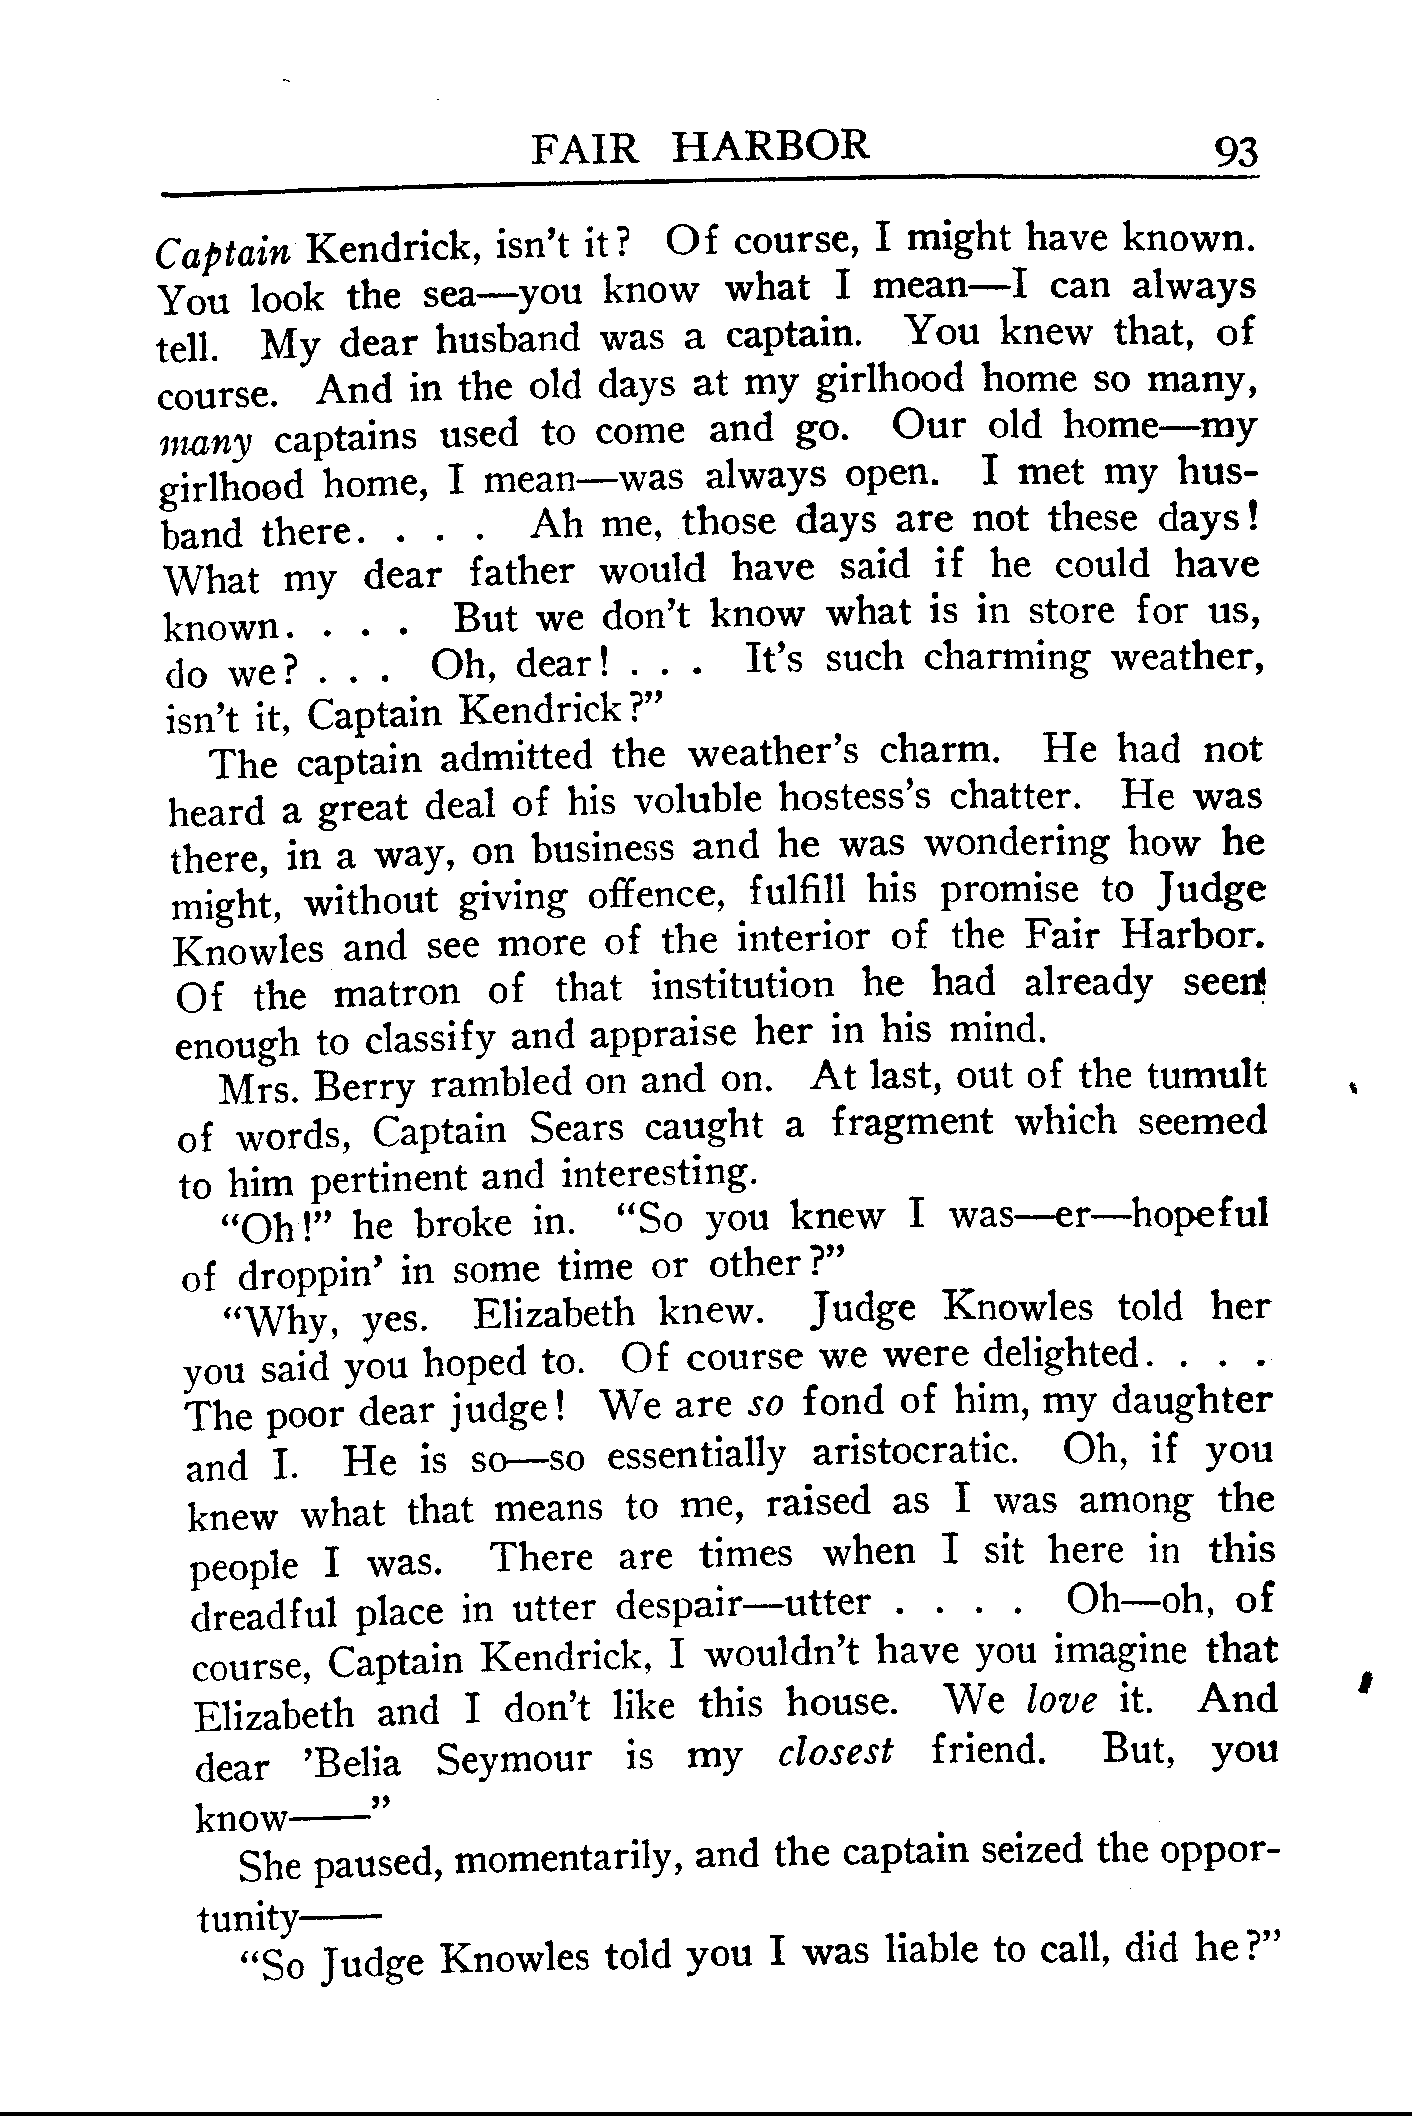 FAIR HARBOR 93
Captain Kendrick, isn't it? Of course, I might have known.
You look the sea—you know what I mean—I can always
tell. My dear husband was a captain. You knew that, of
course. And in the old days at my girlhood home so many,
many captains used to come and go. Our old home—my
girlhood home, I mean—was always open. I met my hus-
band there. . . . Ah me, those days are not these days!
What my dear father would have said if he could have
known. . . . But we don't know what is in store for us,
do we? . . . Oh, dear! . . . It's such charming weather,
isn't it, Captain Kendrick?"
The captain admitted the weather's charm. He had not
heard a great deal of his voluble hostess's chatter. He was
there, in a way, on business and he was wondering how he
might, without giving offence, fulfill his promise to Judge
Knowles and see more of the interior of the Fair Harbor.
Of the matron of that institution he had already seen
enough to classify and appraise her in his mind.
Mrs. Berry rambled on and on. At last, out of the tumult
of words, Captain Sears caught a fragment which seemed
to him pertinent and interesting.
"Oh!" he broke in. "So you knew I was—er—hopeful
of droppin' in some time or other?"
"Why, yes. Elizabeth knew. Judge Knowles told her
you said you hoped to. Of course we were delighted. . . .
The poor dear judge! We are so fond of him, my daughter
and I. He is so—so essentially aristocratic. Oh, if you
knew what that means to me, raised as I was among the
people I was. There are times when I sit here in this
dreadful place in utter despair—utter . . . . Oh—oh, of
course, Captain Kendrick, I wouldn't have you imagine that
Elizabeth and I don't like this house. We love it. And
dear 'Belia Seymour is my closest friend. But, you
know——"
She paused, momentarily, and the captain seized the oppor-
tunity——
"So Judge Knowles told you I was liable to call, did he?"